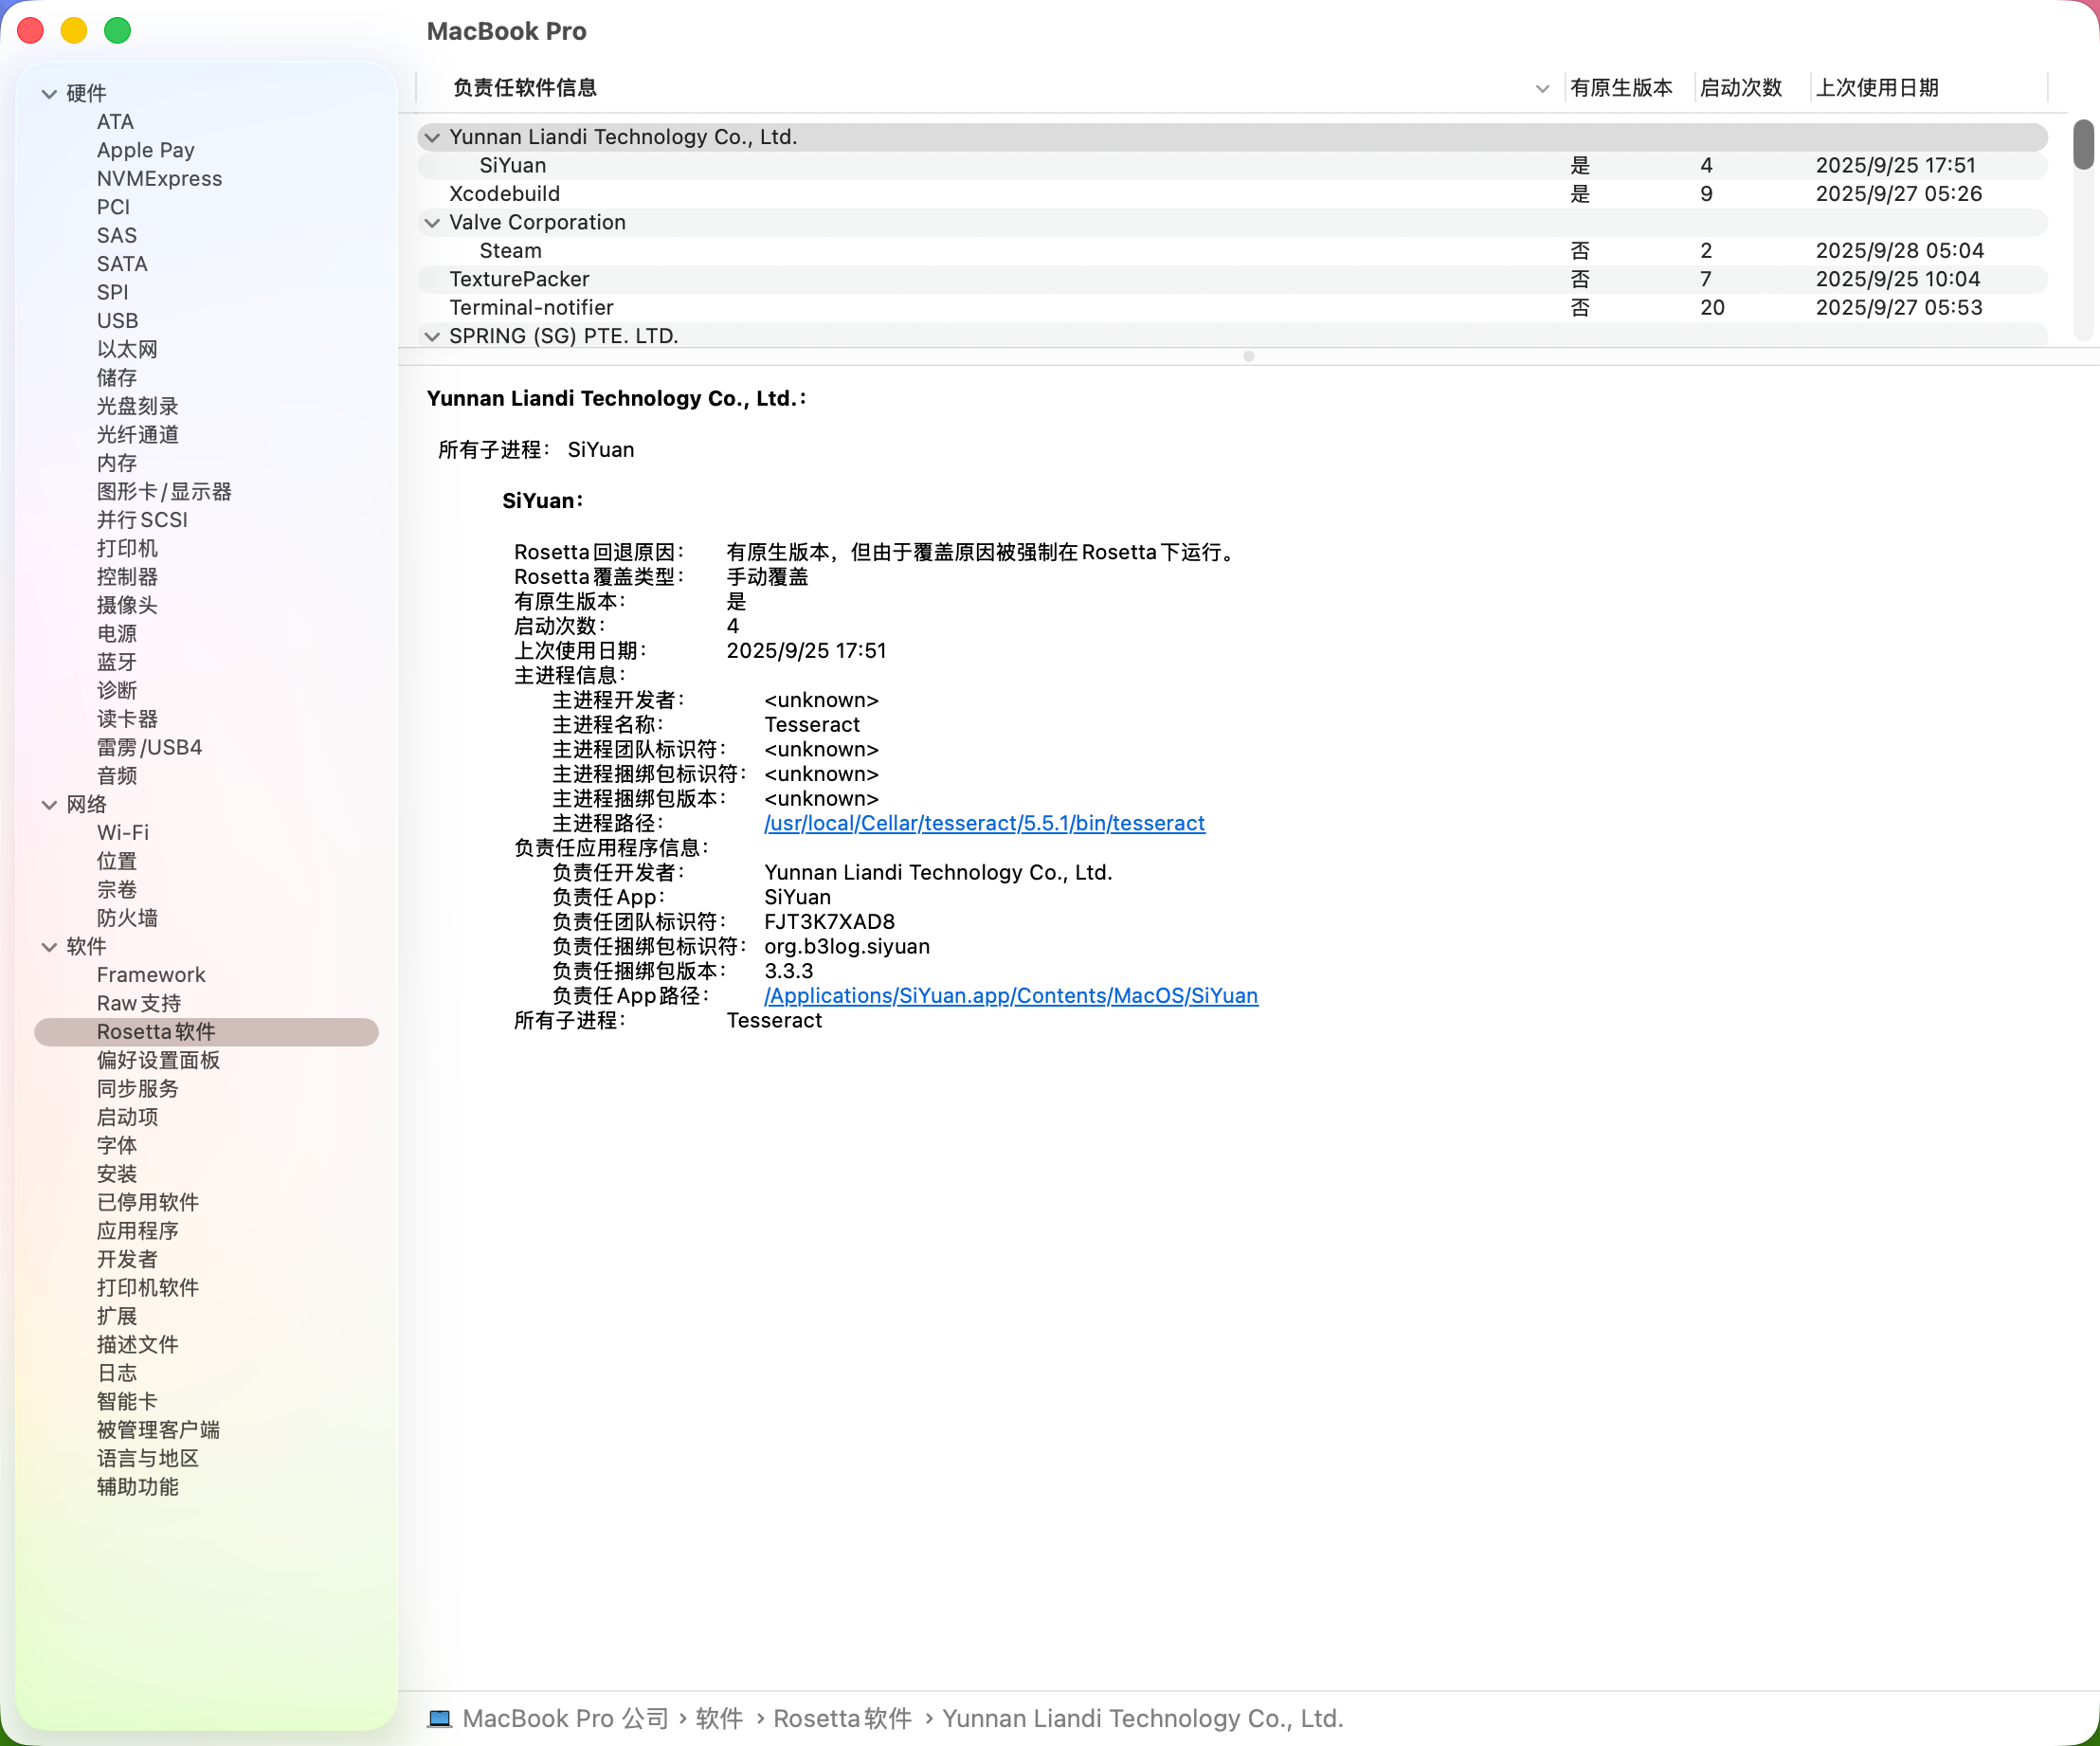 MacBook Pro
硬件
ATA
Apple Pay
NVMExpress
PCI
SAS
SATA
SPI
USB
以太网
储存
光盘刻录
光纤通道
内存
图形卡/显示器
并行SCSI
打印机
控制器
摄像头
电源
蓝牙
诊断
读卡器
雷雳/USB4
音频
网络
Wi-Fi
位置
宗卷
防火墙
软件
Framework
Raw支持
Rosetta软件
偏好设置面板
同步服务
启动项
字体
安装
已停用软件
应用程序
开发者
打印机软件
扩展
描述文件
日志
智能卡
被管理客户端
语言与地区
辅助功能
负责任软件信息 有原生版本 启动次数 上次使用日期
Yunnan Liandi Technology Co., Ltd.
SiYuan 是 4 2025/9/25 17:51
Xcodebuild 是 9 2025/9/27 05:26
Valve Corporation
Steam 否 2 2025/9/28 05:04
TexturePacker 否 7 2025/9/25 10:04
Terminal-notifier 否 20 2025/9/27 05:53
SPRING (SG) PTE. LTD.
Yunnan Liandi Technology Co., Ltd.：
所有子进程： SiYuan
SiYuan：
Rosetta回退原因： 有原生版本，但由于覆盖原因被强制在Rosetta下运行。
Rosetta覆盖类型： 手动覆盖
有原生版本： 是
启动次数： 4
上次使用日期： 2025/9/25 17:51
主进程信息：
主进程开发者： <unknown>
主进程名称： Tesseract
主进程团队标识符： <unknown>
主进程捆绑包标识符： <unknown>
主进程捆绑包版本： <unknown>
主进程路径： /usr/local/Cellar/tesseract/5.5.1/bin/tesseract
负责任应用程序信息：
负责任开发者： Yunnan Liandi Technology Co., Ltd.
负责任App： SiYuan
负责任团队标识符： FJT3K7XAD8
负责任捆绑包标识符： org.b3log.siyuan
负责任捆绑包版本： 3.3.3
负责任App路径： /Applications/SiYuan.app/Contents/MacOS/SiYuan
所有子进程： Tesseract
MacBook Pro 公司 › 软件 › Rosetta软件 › Yunnan Liandi Technology Co., Ltd.